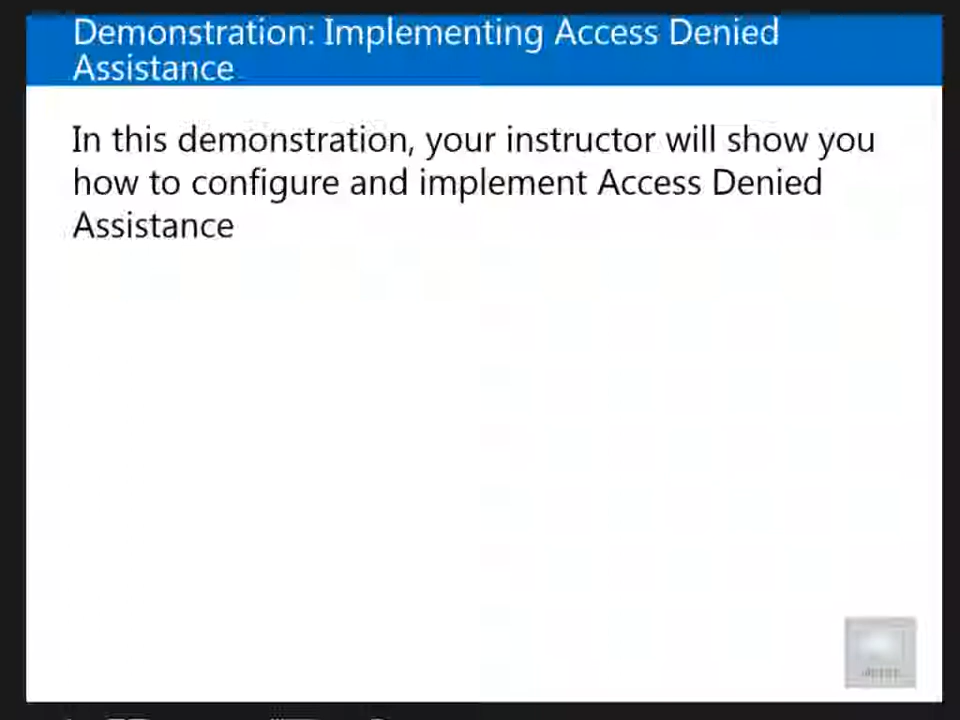 Demonstration: Implementing Access Denied
Assistance
In this demonstration, your instructor will show you
how to configure and implement Access Denied
Assistance